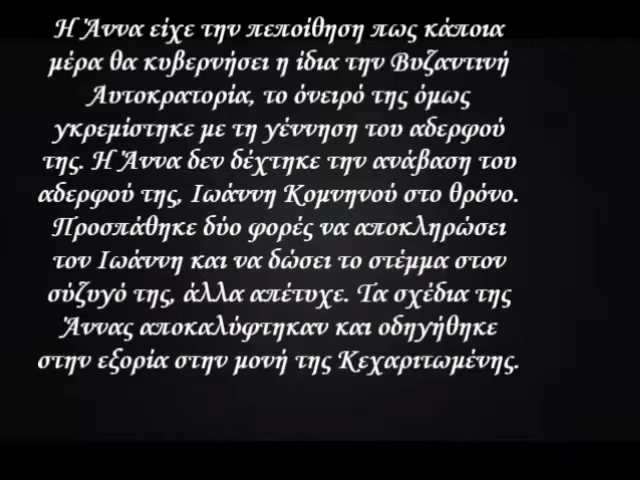 Η Άννα είχε την πεποίθηση πως κάποια
μέρα θα κυβερνήσει η ίδια την Βυζαντινή
Αυτοκρατορία, το όνειρό της όμως
γκρεμίστηκε με τη γέννηση του αδερφού
της. Η Άννα δεν δέχτηκε την ανάβαση του
αδερφού της, Ιωάννη Κομνηνού στο θρόνο.
Προσπάθηκε δύο φορές να αποκληρώσει
τον Ιωάννη και να δώσει το στέμμα στον
σύζυγό της, άλλα απέτυχε. Τα σχέδια της
Άννας αποκαλύφτηκαν και οδηγήθηκε
στην εξορία στην μονή της Κεχαριτωμένης.